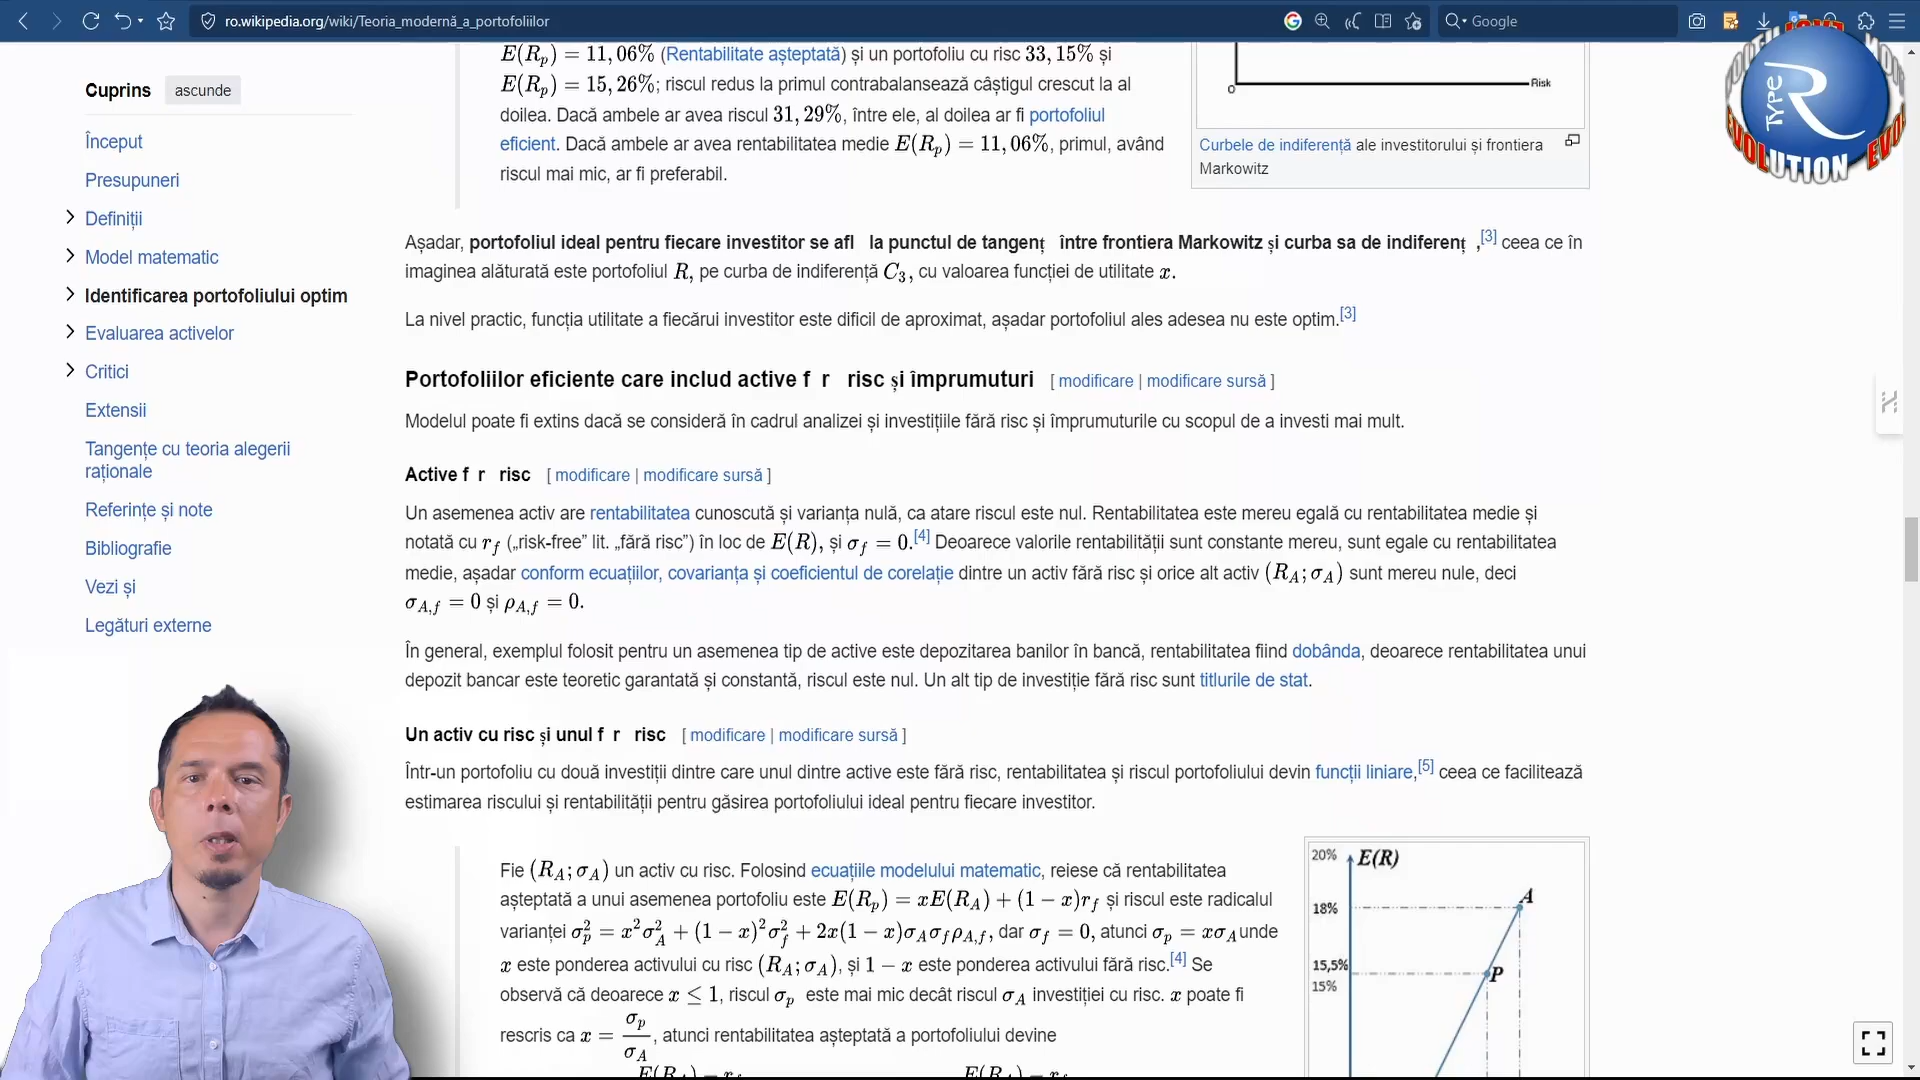 ro.wikipedia.org/wiki/Teoria_modernă_a_portofoliilor
Google
Cuprins ascunde
Început
Presupuneri
Definiții
Model matematic
Identificarea portofoliului optim
Evaluarea activelor
Critici
Extensii
Tangențe cu teoria alegerii
raționale
Referințe și note
Bibliografie
Vezi și
Legături externe
E(Rp) = 11,06% (Rentabilitate așteptată) și un portofoliu cu risc 33,15% și
E(Rp) = 15,26%; riscul redus la primul contrabalansează câștigul crescut la al
doilea. Dacă ambele ar avea riscul 31,29%, între ele, al doilea ar fi portofoliul
eficient. Dacă ambele ar avea rentabilitatea medie E(Rp) = 11,06%, primul, având
riscul mai mic, ar fi preferabil.
0
Risk
Curbele de indiferență ale investitorului și frontiera
Markowitz
Așadar, portofoliul ideal pentru fiecare investitor se afl la punctul de tangenț între frontiera Markowitz și curba sa de indiferenț ,[3] ceea ce în
imaginea alăturată este portofoliul R, pe curba de indiferență C3, cu valoarea funcției de utilitate x.
La nivel practic, funcția utilitate a fiecărui investitor este dificil de aproximat, așadar portofoliul ales adesea nu este optim.[3]
Portofoliilor eficiente care includ active f r risc și împrumuturi [ modificare | modificare sursă ]
Modelul poate fi extins dacă se consideră în cadrul analizei și investițiile fără risc și împrumuturile cu scopul de a investi mai mult.
Active f r risc [ modificare | modificare sursă ]
Un asemenea activ are rentabilitatea cunoscută și varianța nulă, ca atare riscul este nul. Rentabilitatea este mereu egală cu rentabilitatea medie și
notată cu rf („risk-free” lit. „fără risc”) în loc de E(R), și σf = 0.[4] Deoarece valorile rentabilității sunt constante mereu, sunt egale cu rentabilitatea
medie, așadar conform ecuațiilor, covarianța și coeficientul de corelație dintre un activ fără risc și orice alt activ (RA; σA) sunt mereu nule, deci
σA,f = 0 și ρA,f = 0.
În general, exemplul folosit pentru un asemenea tip de active este depozitarea banilor în bancă, rentabilitatea fiind dobânda, deoarece rentabilitatea unui
depozit bancar este teoretic garantată și constantă, riscul este nul. Un alt tip de investiție fără risc sunt titlurile de stat.
Un activ cu risc și unul f r risc [ modificare | modificare sursă ]
Într-un portofoliu cu două investiții dintre care unul dintre active este fără risc, rentabilitatea și riscul portofoliului devin funcții liniare,[5] ceea ce facilitează
estimarea riscului și rentabilității pentru găsirea portofoliului ideal pentru fiecare investitor.
Fie (RA; σA) un activ cu risc. Folosind ecuațiile modelului matematic, reiese că rentabilitatea
așteptată a unui asemenea portofoliu este E(Rp) = xE(RA) + (1 − x)rf și riscul este radicalul
varianței σp² = x²σA² + (1 − x)²σf² + 2x(1 − x)σAσfρA,f, dar σf = 0, atunci σp = xσA unde
x este ponderea activului cu risc (RA; σA), și 1 − x este ponderea activului fără risc.[4] Se
observă că deoarece x ≤ 1, riscul σp este mai mic decât riscul σA investiției cu risc. x poate fi
rescris ca x = σp/σA, atunci rentabilitatea așteptată a portofoliului devine
20% E(R)
A
18%
15,5% P
15%
TYPE R
EVOLUTION